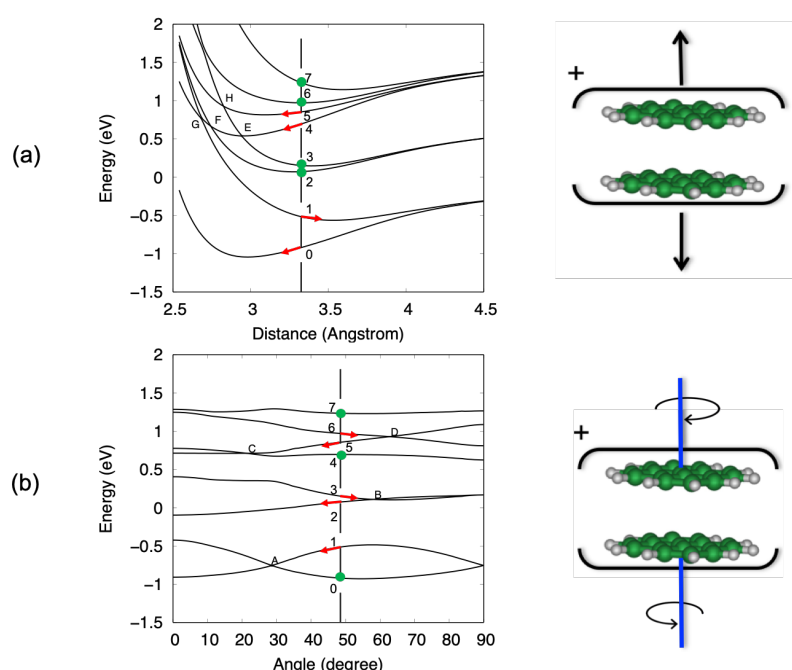 (a)
Energy (eV)
2
1.5
1
0.5
0
-0.5
-1
-1.5
7
6
H
5
F
4
G
E
3
2
1
0
2.5 3 3.5 4 4.5
Distance (Angstrom)
+
(b)
Energy (eV)
2
1.5
1
0.5
0
-0.5
-1
-1.5
7
6
D
C
5
4
3
B
2
1
A
0
0 10 20 30 40 50 60 70 80 90
Angle (degree)
+